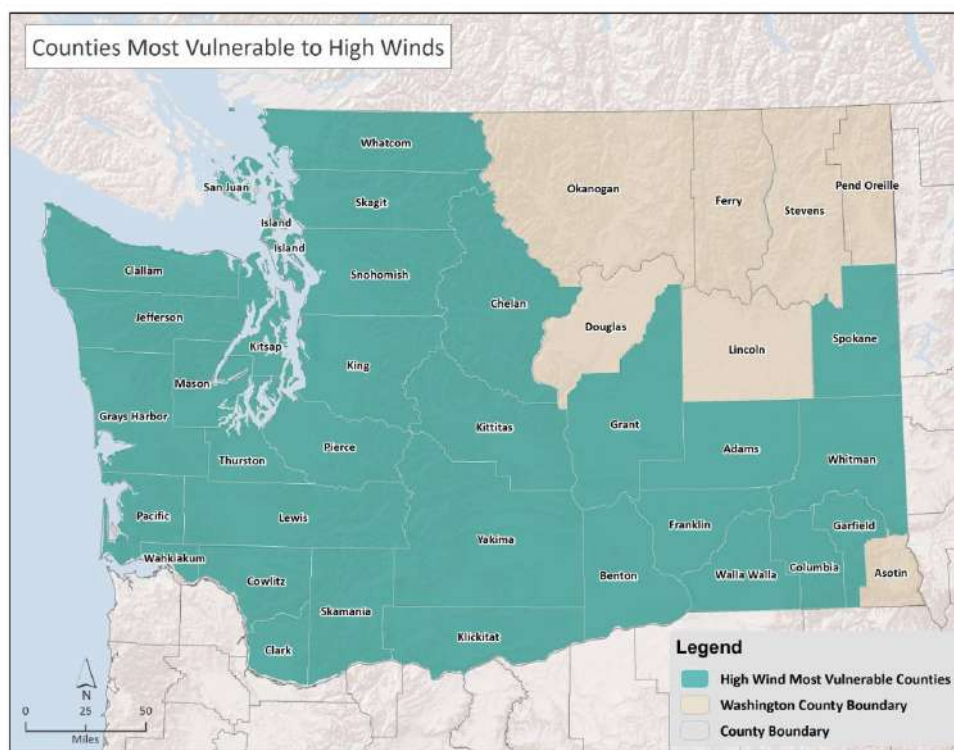 Counties Most Vulnerable to High Winds
Whatcom
San Juan
Skagit
Okanogan
Ferry
Stevens
Pend Oreille
Island
Island
Clallam
Snohomish
Chelan
Jefferson
Douglas
Kitsap
Lincoln
Spokane
King
Mason
Grays Harbor
Kittitas
Grant
Pierce
Adams
Thurston
Whitman
Pacific
Lewis
Franklin
Garfield
Yakima
Wahkiakum
Cowlitz
Benton
Walla Walla
Columbia
Asotin
Skamania
Clark
Klickitat
N
0 25 50
Miles
Legend
High Wind Most Vulnerable Counties
Washington County Boundary
County Boundary